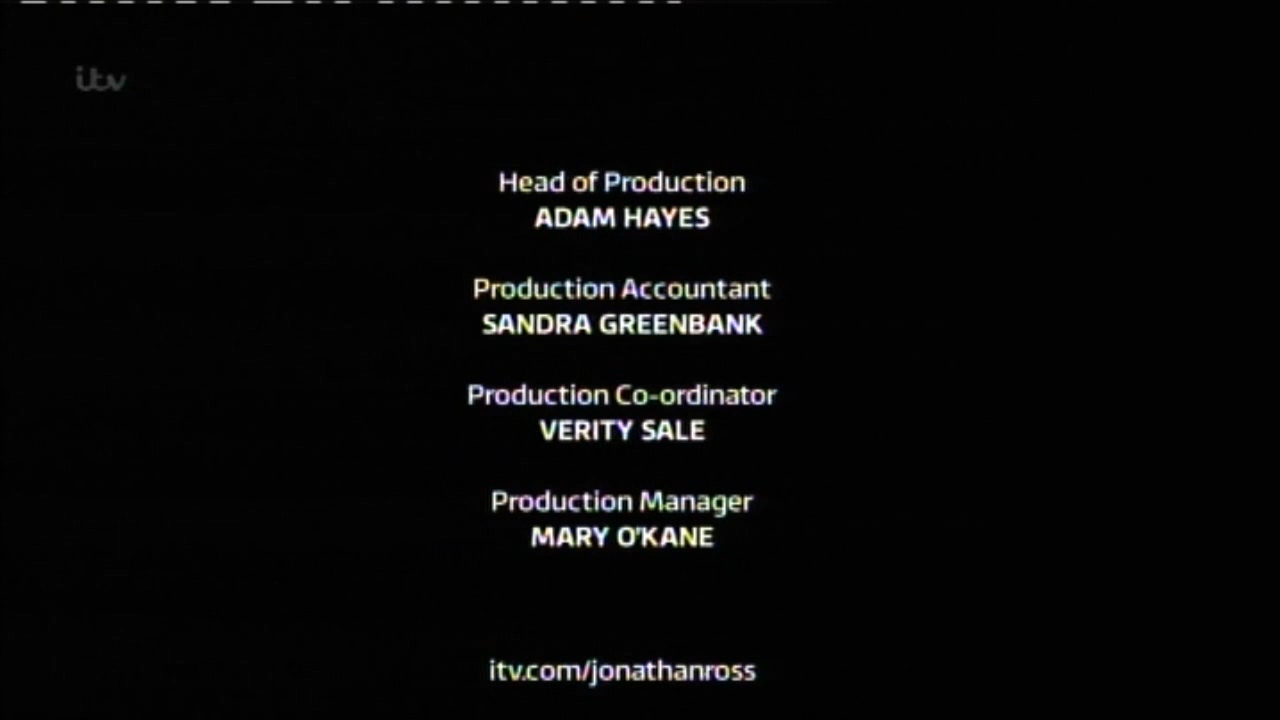 itv
Head of Production
ADAM HAYES
Production Accountant
SANDRA GREENBANK
Production Co-ordinator
VERITY SALE
Production Manager
MARY O'KANE
itv.com/jonathanross